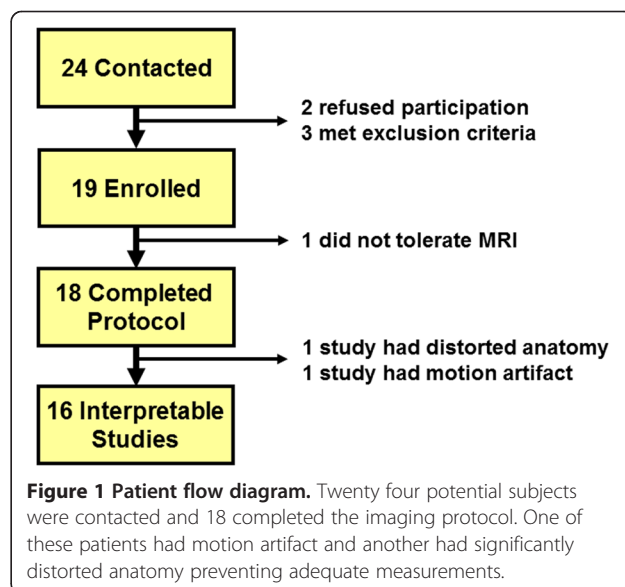 24 Contacted
2 refused participation
3 met exclusion criteria
19 Enrolled
1 did not tolerate MRI
18 Completed
Protocol
1 study had distorted anatomy
1 study had motion artifact
16 Interpretable
Studies
Figure 1 Patient flow diagram. Twenty four potential subjects
were contacted and 18 completed the imaging protocol. One of
these patients had motion artifact and another had significantly
distorted anatomy preventing adequate measurements.